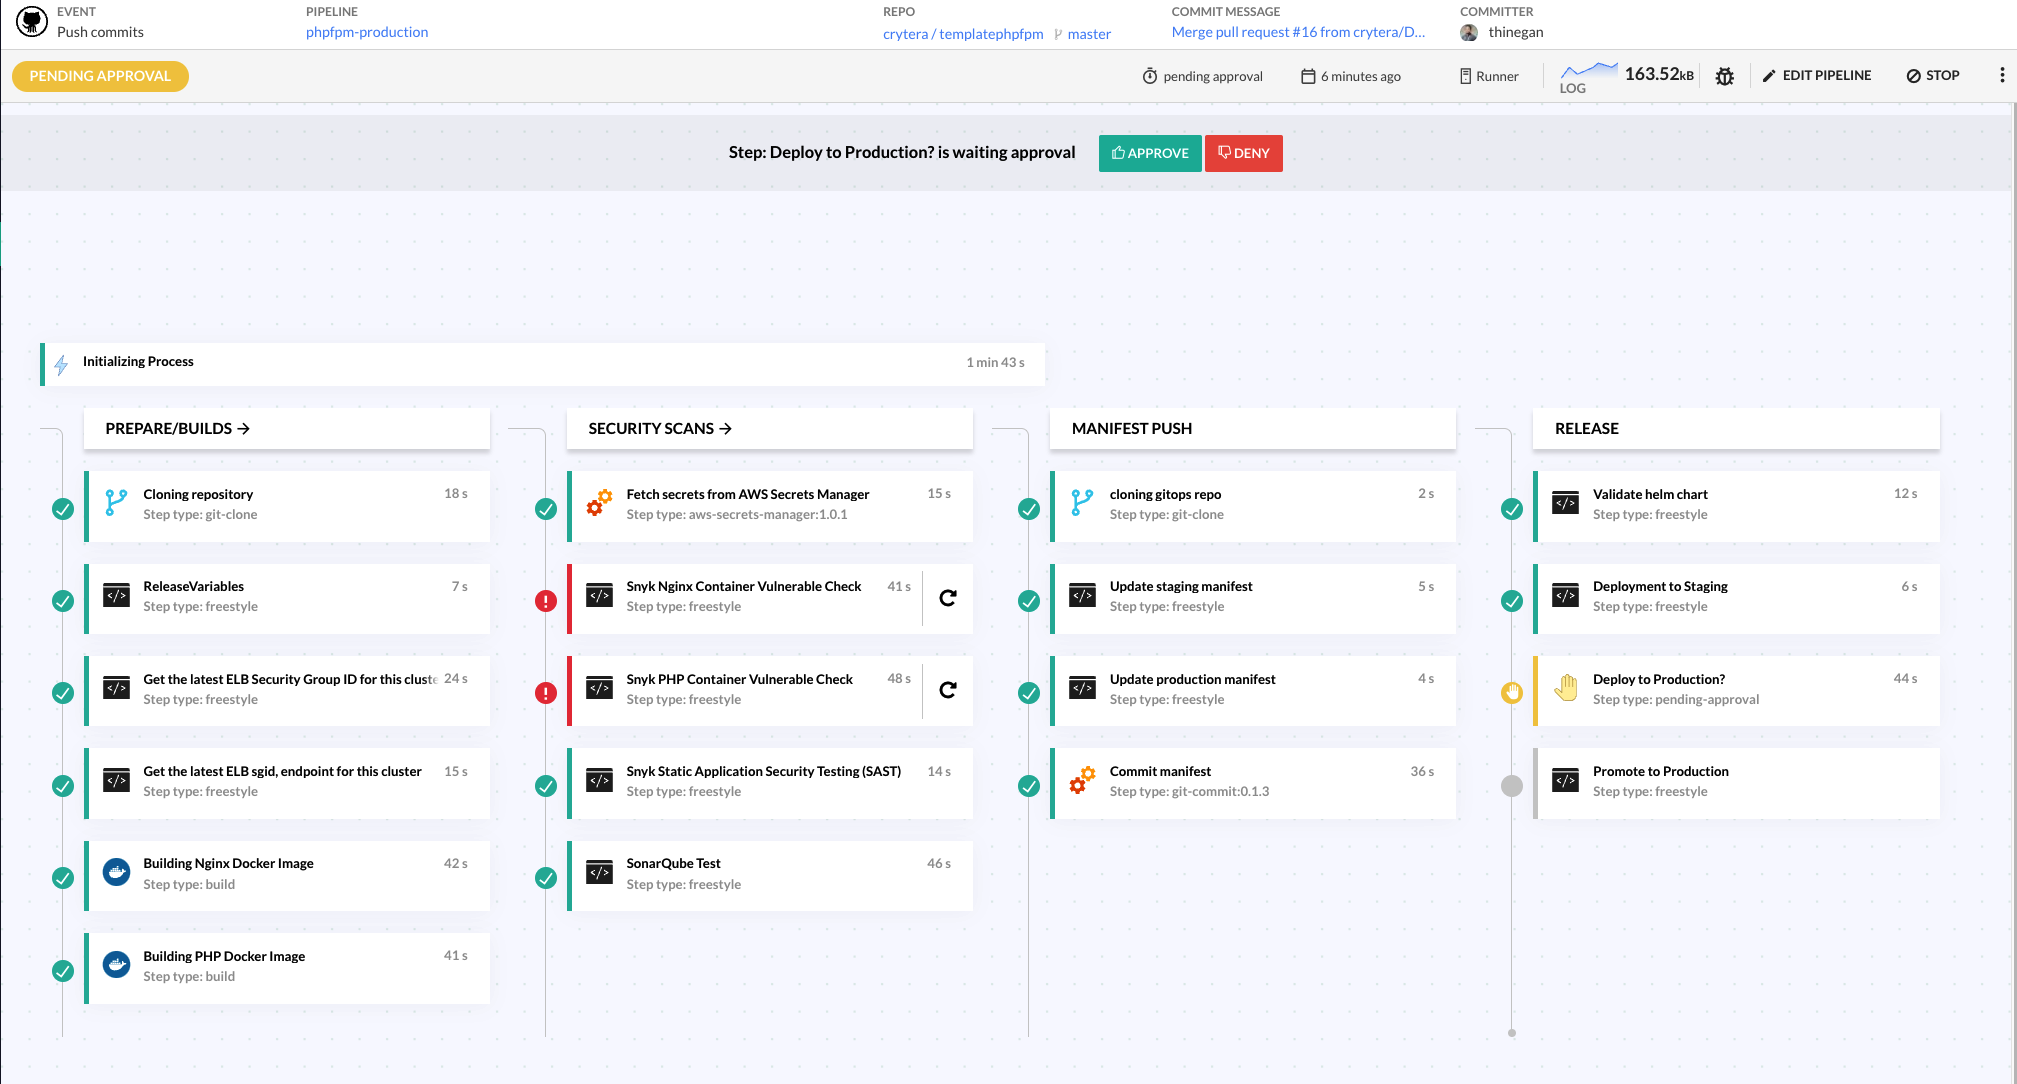 EVENT
Push commits
PIPELINE
phpfpm-production
REPO
crytera / templatephpfpm master
COMMIT MESSAGE
Merge pull request #16 from crytera/D...
COMMITTER
thinegan
PENDING APPROVAL
pending approval
6 minutes ago
Runner
LOG
163.52kB
EDIT PIPELINE
STOP
Step: Deploy to Production? is waiting approval
APPROVE
DENY
Initializing Process
1 min 43 s
PREPARE/BUILDS →
Cloning repository 18 s
Step type: git-clone
ReleaseVariables 7 s
Step type: freestyle
Get the latest ELB Security Group ID for this cluste 24 s
Step type: freestyle
Get the latest ELB sgid, endpoint for this cluster 15 s
Step type: freestyle
Building Nginx Docker Image 42 s
Step type: build
Building PHP Docker Image 41 s
Step type: build
SECURITY SCANS →
Fetch secrets from AWS Secrets Manager 15 s
Step type: aws-secrets-manager:1.0.1
Snyk Nginx Container Vulnerable Check 41 s
Step type: freestyle
Snyk PHP Container Vulnerable Check 48 s
Step type: freestyle
Snyk Static Application Security Testing (SAST) 14 s
Step type: freestyle
SonarQube Test 46 s
Step type: freestyle
MANIFEST PUSH
cloning gitops repo 2 s
Step type: git-clone
Update staging manifest 5 s
Step type: freestyle
Update production manifest 4 s
Step type: freestyle
Commit manifest 36 s
Step type: git-commit:0.1.3
RELEASE
Validate helm chart 12 s
Step type: freestyle
Deployment to Staging 6 s
Step type: freestyle
Deploy to Production? 44 s
Step type: pending-approval
Promote to Production
Step type: freestyle